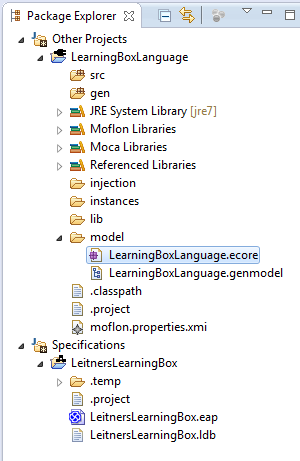 Package Explorer
Other Projects
LearningBoxLanguage
src
gen
JRE System Library [jre7]
Moflon Libraries
Moca Libraries
Referenced Libraries
injection
instances
lib
model
LearningBoxLanguage.ecore
LearningBoxLanguage.genmodel
.classpath
.project
moflon.properties.xmi
Specifications
LeitnersLearningBox
.temp
.project
LeitnersLearningBox.eap
LeitnersLearningBox.ldb